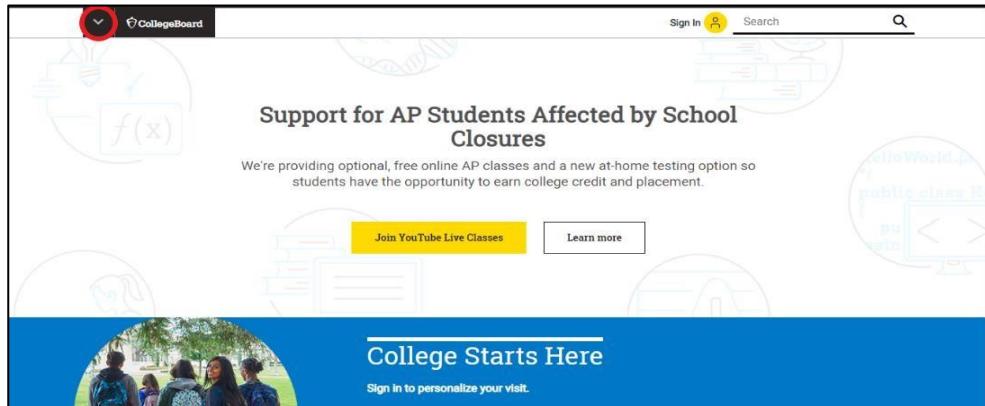 CollegeBoard
Sign In
Search
Support for AP Students Affected by School
Closures
We're providing optional, free online AP classes and a new at-home testing option so
students have the opportunity to earn college credit and placement.
Join YouTube Live Classes
Learn more
f(x)
public class
College Starts Here
Sign in to personalize your visit.